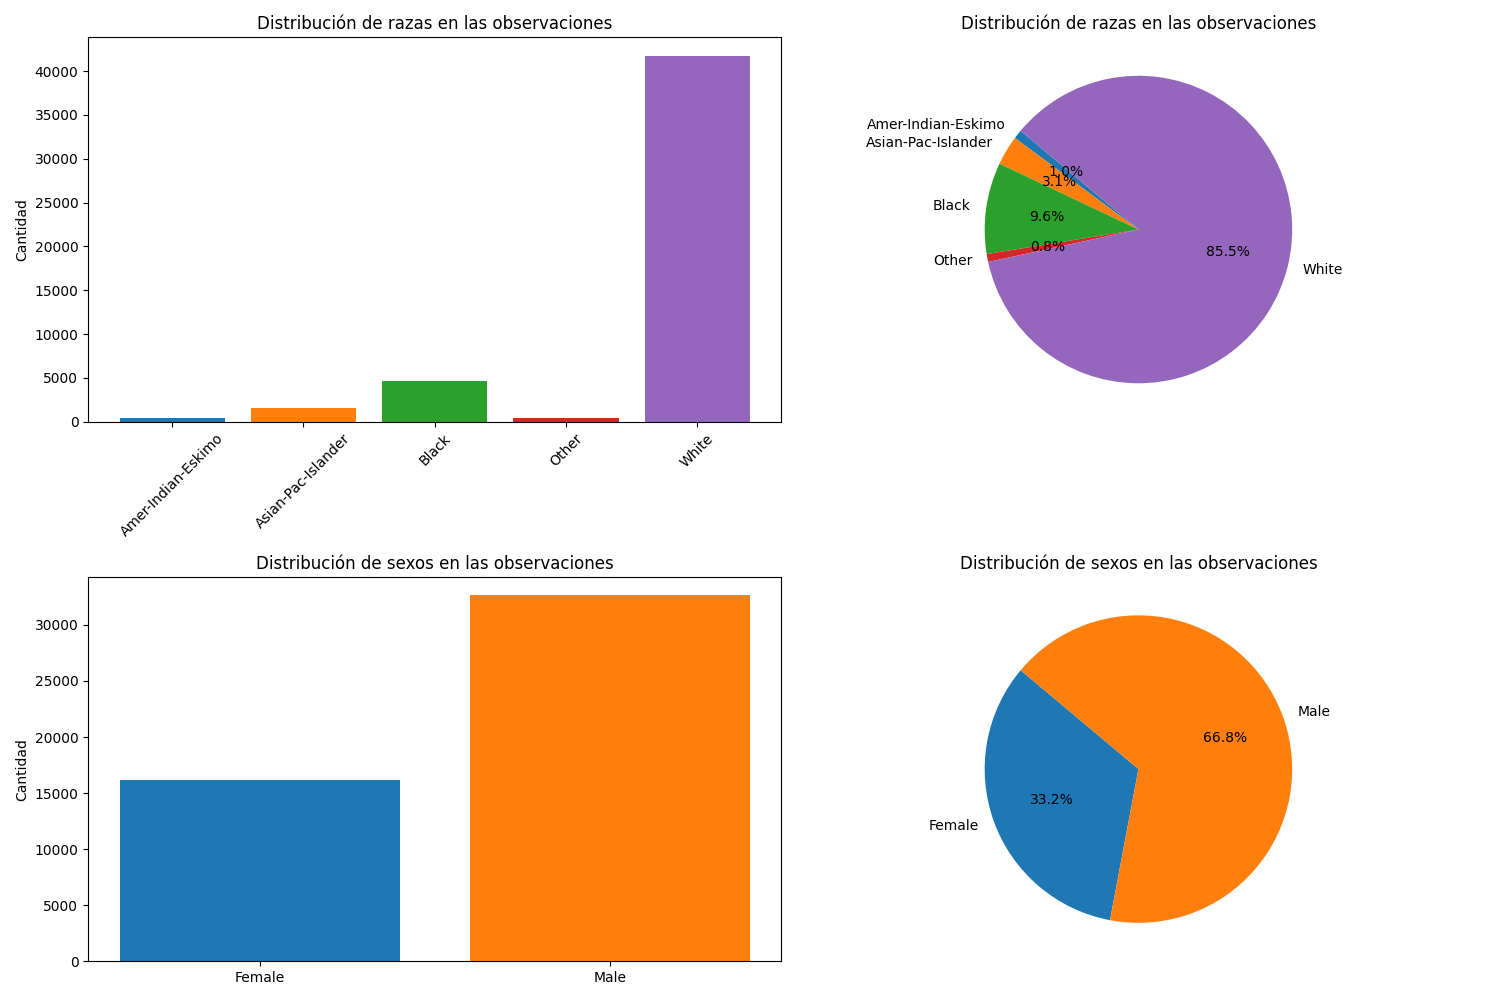 Distribución de razas en las observaciones
Cantidad
40000
35000
30000
25000
20000
15000
10000
5000
0
Amer-Indian-Eskimo
Asian-Pac-Islander
Black
Other
White
Distribución de razas en las observaciones
Amer-Indian-Eskimo
Asian-Pac-Islander
Black
Other
White
1.0%
3.1%
9.6%
0.8%
85.5%
Distribución de sexos en las observaciones
Cantidad
30000
25000
20000
15000
10000
5000
0
Female
Male
Distribución de sexos en las observaciones
Male
66.8%
33.2%
Female